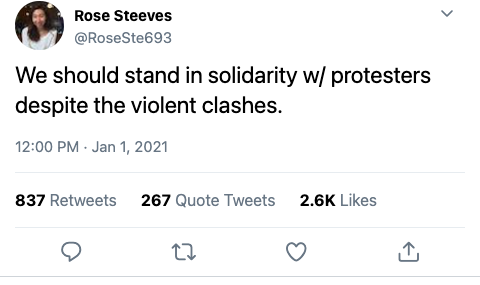 Rose Steeves
@RoseSte693
We should stand in solidarity w/ protesters
despite the violent clashes.
12:00 PM · Jan 1, 2021
837 Retweets 267 Quote Tweets 2.6K Likes